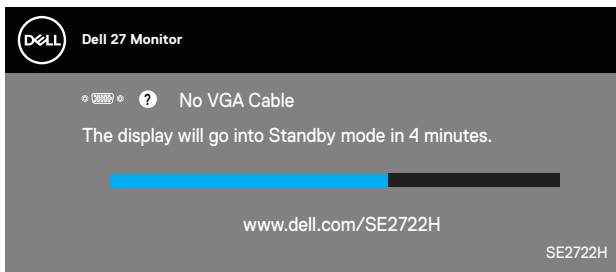 DELL
Dell 27 Monitor
? No VGA Cable
The display will go into Standby mode in 4 minutes.
www.dell.com/SE2722H
SE2722H